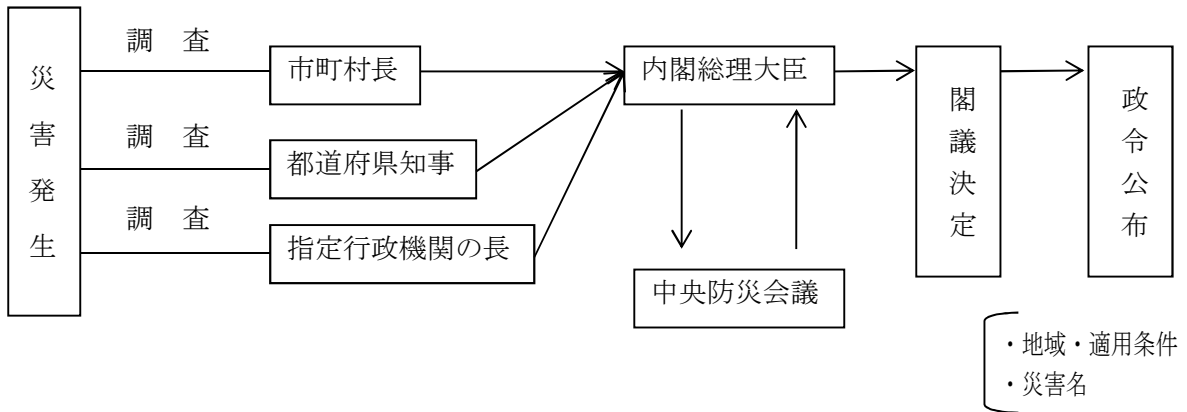 災害発生
調　査
市町村長
調　査
都道府県知事
調　査
指定行政機関の長
内閣総理大臣
中央防災会議
閣議決定
政令公布
・地域・適用条件
・災害名